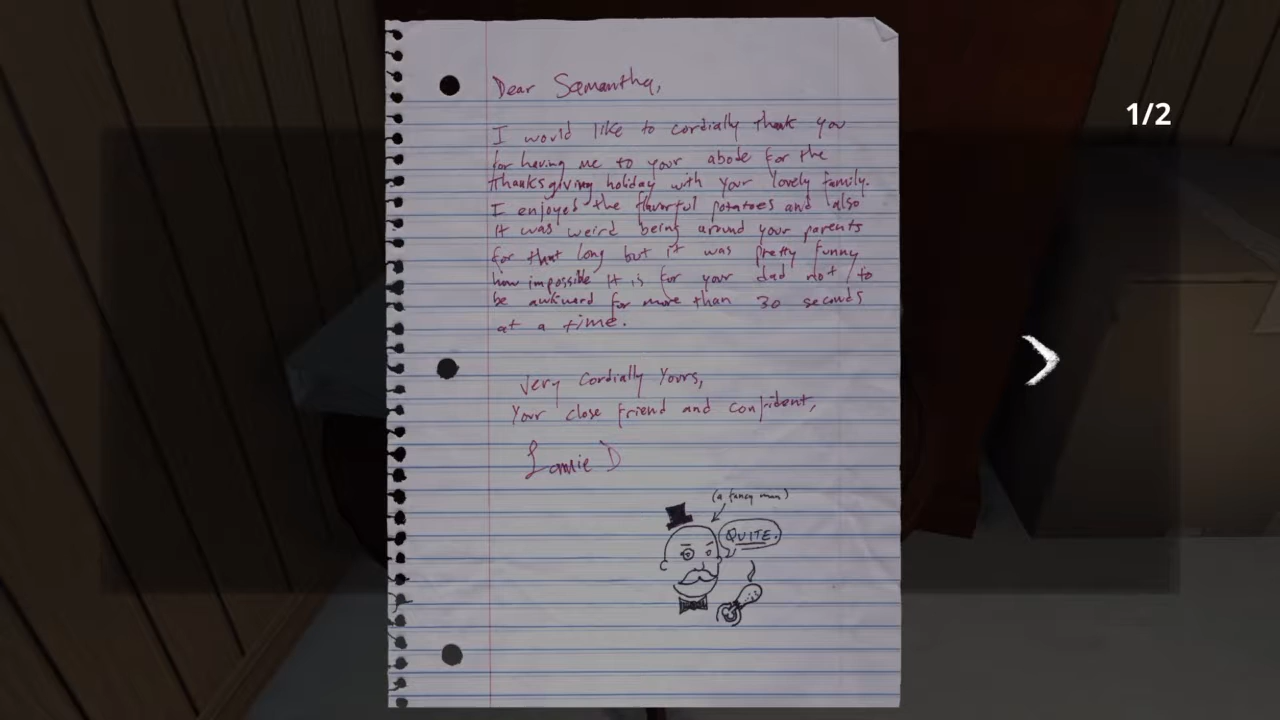 1/2
Dear Samantha,
I would like to cordially thank you
for having me to your abode for the
thanksgiving holiday with your lovely family.
I enjoyed the flavorful potatoes and also
it was weird being around your parents
for that long but it was pretty funny
how impossible it is for your dad not to
be awkward for more than 30 seconds
at a time.
Very Cordially Yours,
Your close friend and confident,
Lonnie D
(a fancy man)
QUITE.